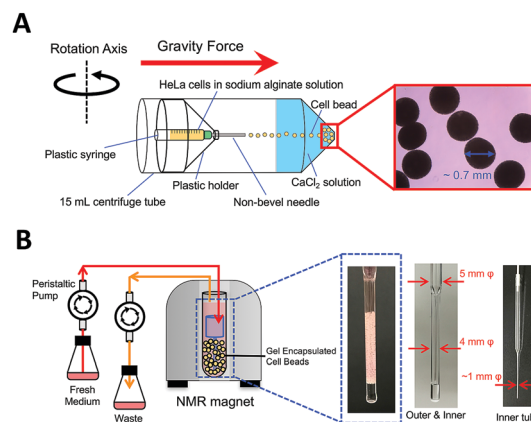 A
Rotation Axis
Gravity Force
HeLa cells in sodium alginate solution
Cell bead
Plastic syringe
Plastic holder
CaCl₂ solution
15 mL centrifuge tube
Non-bevel needle
~ 0.7 mm
B
Peristaltic
Pump
Fresh
Medium
Waste
NMR magnet
Gel Encapsulated
Cell Beads
5 mm φ
4 mm φ
~1 mm φ
Outer & Inner
Inner tu